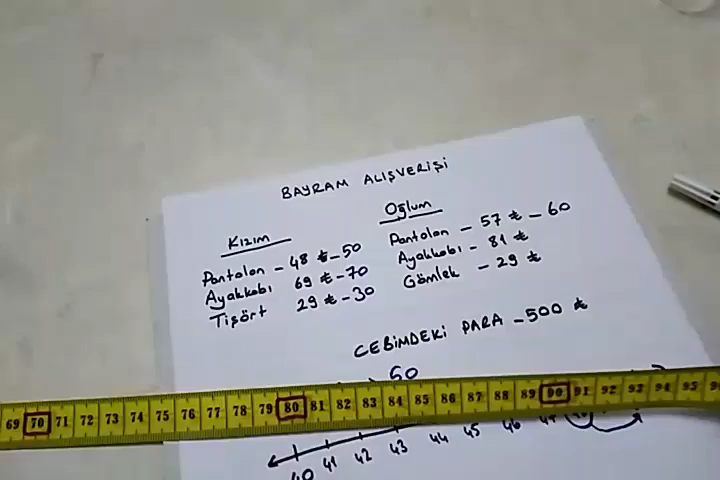 BAYRAM ALIŞVERİŞİ
Kızım
Pantolon - 48 ₺ - 50
Ayakkabı 69 ₺ - 70
Tişört 29 ₺ - 30
Oğlum
Pantolon - 57 ₺ - 60
Ayakkabı - 81 ₺
Gömlek - 29 ₺
CEBİMDEKİ PARA - 500 ₺
50
69 70 71 72 73 74 75 76 77 78 79 80 81 82 83 84 85 86 87 88 89 90 91 92 93 94 95
40 41 42 43 44 45 46 47